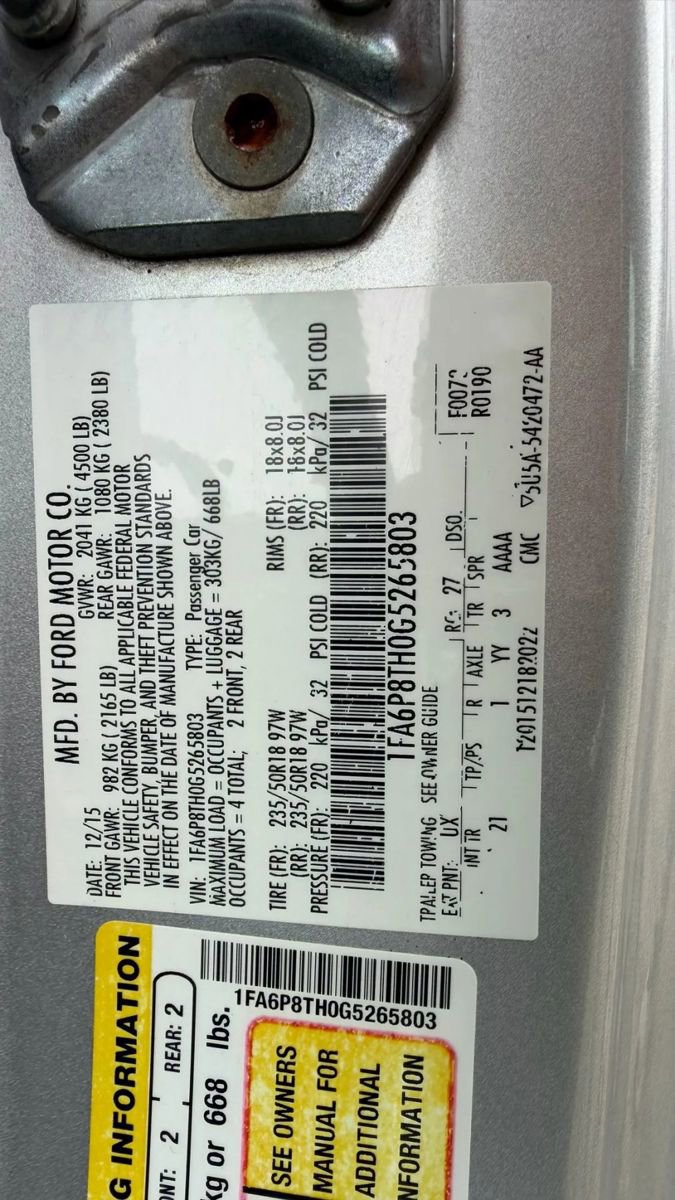 MFD. BY FORD MOTOR CO.
DATE: 12/15 GVWR: 2041 KG ( 4500 LB)
FRONT GAWR: 982 KG ( 2165 LB) REAR GAWR: 1080 KG ( 2380 LB)
THIS VEHICLE CONFORMS TO ALL APPLICABLE FEDERAL MOTOR
VEHICLE SAFETY, BUMPER, AND THEFT PREVENTION STANDARDS
IN EFFECT ON THE DATE OF MANUFACTURE SHOWN ABOVE.
VIN: 1FA6P8TH0G5265803 TYPE: Passenger Car
MAXIMUM LOAD = OCCUPANTS + LUGGAGE = 303KG/ 668LB
OCCUPANTS = 4 TOTAL; 2 FRONT, 2 REAR
TIRE (FR): 235/50R18 97W RIMS (FR): 18x8.0J
(RR): 235/50R18 97W (RR): 18x8.0J
PRESSURE (FR): 220 kPa/ 32 PSI COLD (RR): 220 kPa/ 32 PSI COLD
1FA6P8TH0G5265803
TRAILER TOWING SEE OWNER GUIDE
EXT PNT: UX RC: 27 DSO: F0073
R0190
INT TR TP/PS R AXLE TR SPR
21 1 YY 3 AAAA
CMC 5U5A-5420472-AA
G INFORMATION
ONT: 2 REAR: 2
kg or 668 lbs.
1FA6P8TH0G5265803
SEE OWNERS
MANUAL FOR
ADDITIONAL
INFORMATION